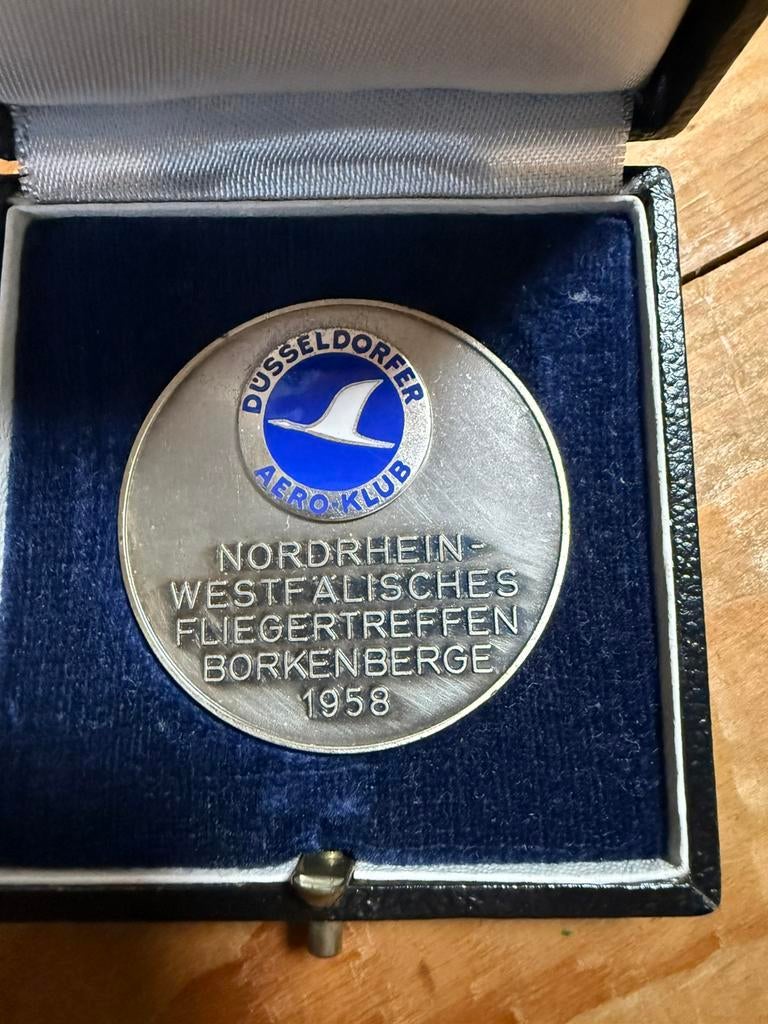 DÜSSELDORFER
AERO-KLUB
NORDRHEIN-
WESTFÄLISCHES
FLIEGERTREFFEN
BORKENBERGE
1958